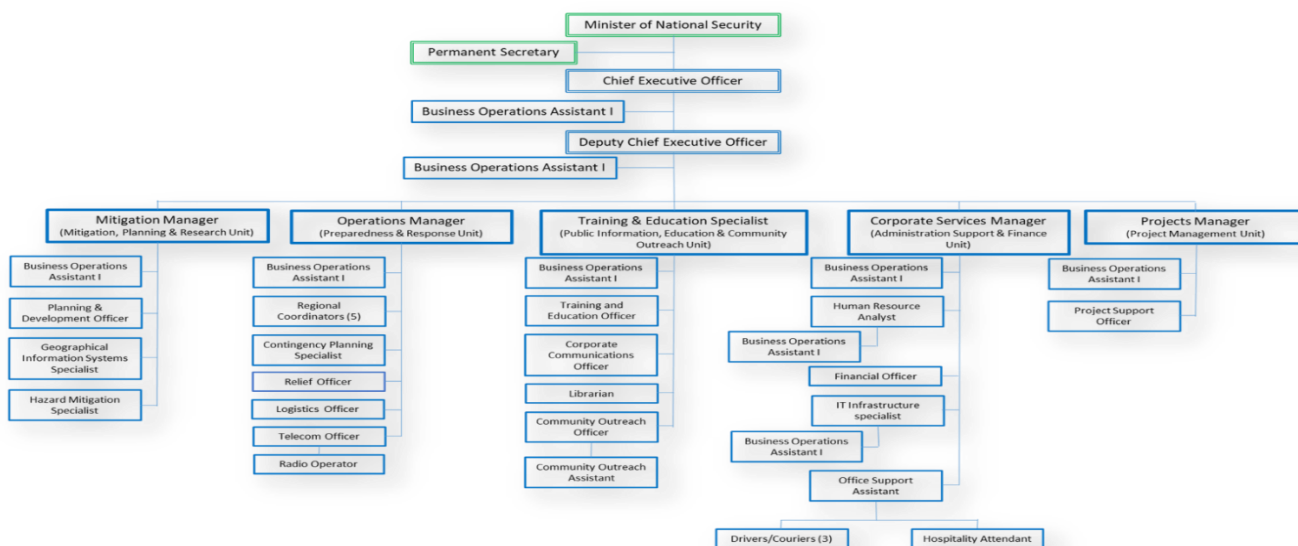 Minister of National Security
Permanent Secretary
Chief Executive Officer
Business Operations Assistant I
Deputy Chief Executive Officer
Business Operations Assistant I
Mitigation Manager
(Mitigation, Planning & Research Unit)
Business Operations
Assistant I
Planning &
Development Officer
Geographical
Information Systems
Specialist
Hazard Mitigation
Specialist
Operations Manager
(Preparedness & Response Unit)
Business Operations
Assistant I
Regional
Coordinators (5)
Contingency Planning
Specialist
Relief Officer
Logistics Officer
Telecom Officer
Radio Operator
Training & Education Specialist
(Public Information, Education & Community
Outreach Unit)
Business Operations
Assistant I
Training and
Education Officer
Corporate
Communications
Officer
Librarian
Community Outreach
Officer
Community Outreach
Assistant
Corporate Services Manager
(Administration Support & Finance
Unit)
Business Operations
Assistant I
Human Resource
Analyst
Business Operations
Assistant I
Financial Officer
IT Infrastructure
specialist
Business Operations
Assistant I
Office Support
Assistant
Drivers/Couriers (3)
Hospitality Attendant
Projects Manager
(Project Management Unit)
Business Operations
Assistant I
Project Support
Officer